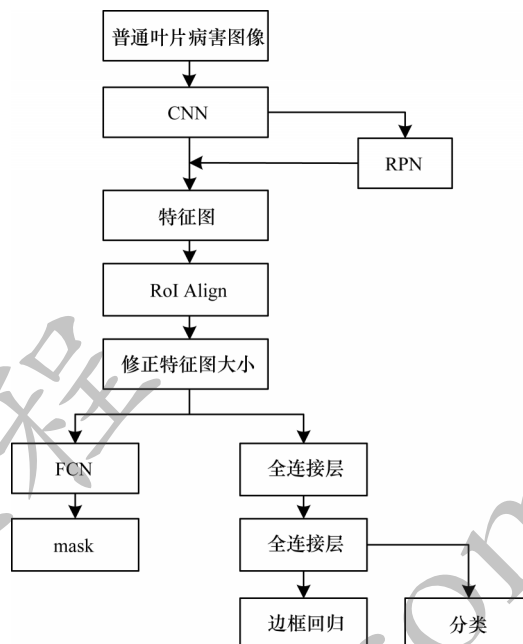 普通叶片病害图像
CNN
RPN
特征图
RoI Align
修正特征图大小
FCN
全连接层
mask
全连接层
边框回归
分类
程
om